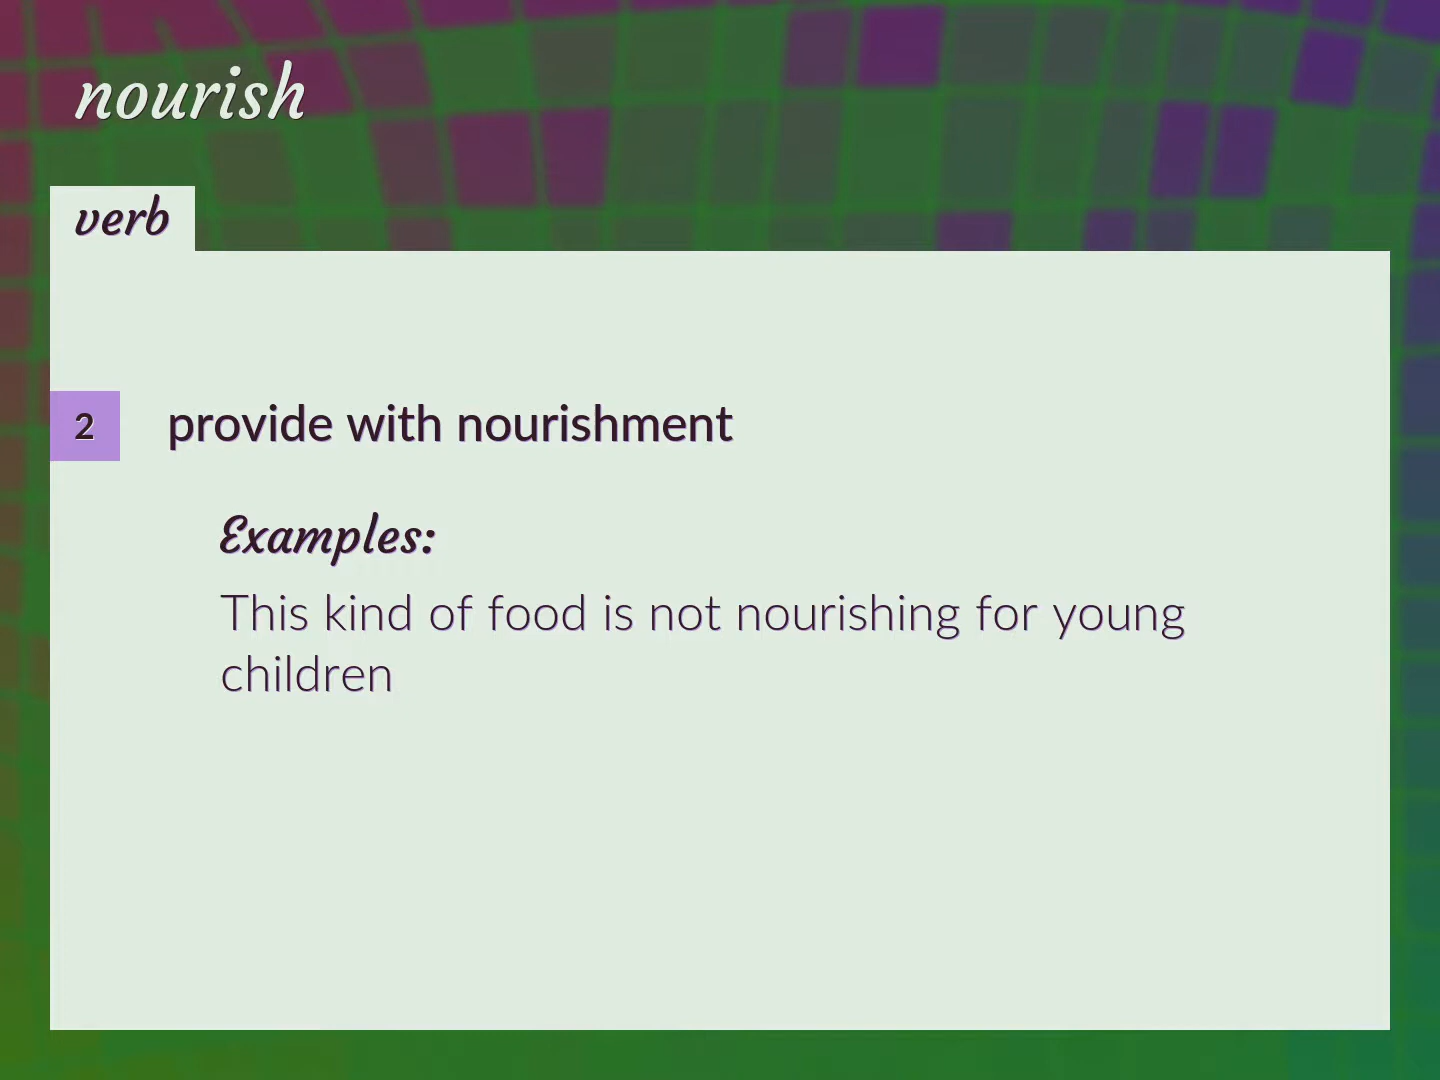 nourish
verb
2 provide with nourishment
Examples:
This kind of food is not nourishing for young
children